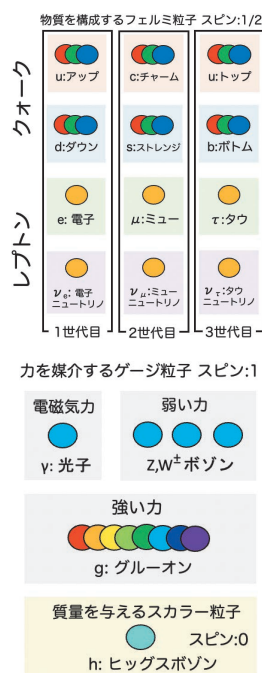 物質を構成するフェルミ粒子 スピン:1/2
クォーク
u:アップ
c:チャーム
u:トップ
d:ダウン
s:ストレンジ
b:ボトム
レプトン
e: 電子
μ:ミュー
τ:タウ
νe: 電子
ニュートリノ
νμ:ミュー
ニュートリノ
ντ:タウ
ニュートリノ
1世代目
2世代目
3世代目
力を媒介するゲージ粒子 スピン:1
電磁気力
γ: 光子
弱い力
Z,W±ボゾン
強い力
g: グルーオン
質量を与えるスカラー粒子
スピン:0
h: ヒッグスボゾン